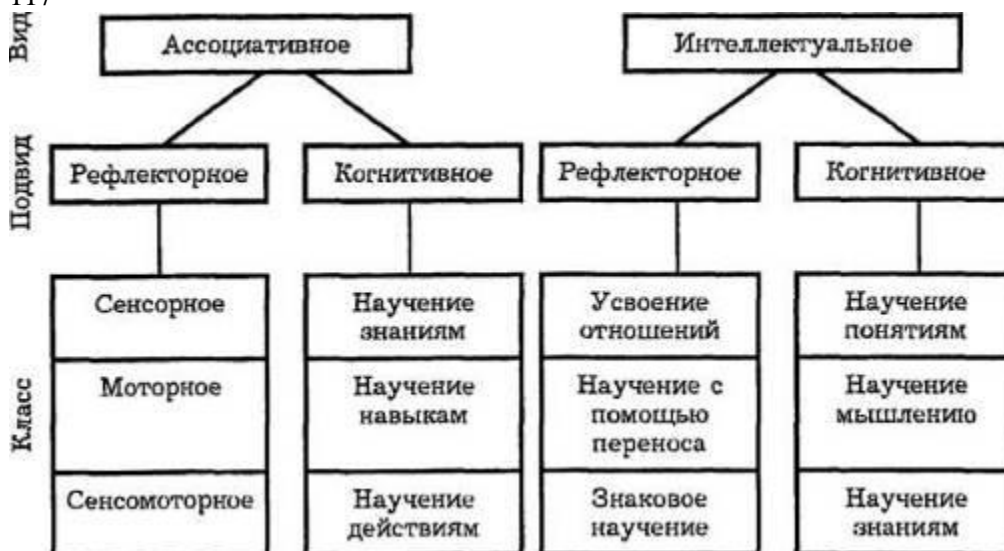 Вид
Ассоциативное
Интеллектуальное
Подвид
Рефлекторное
Когнитивное
Рефлекторное
Когнитивное
Класс
Сенсорное
Научение
знаниям
Усвоение
отношений
Научение
понятиям
Моторное
Научение
навыкам
Научение с
помощью
переноса
Научение
мышлению
Сенсомоторное
Научение
действиям
Знаковое
научение
Научение
знаниям